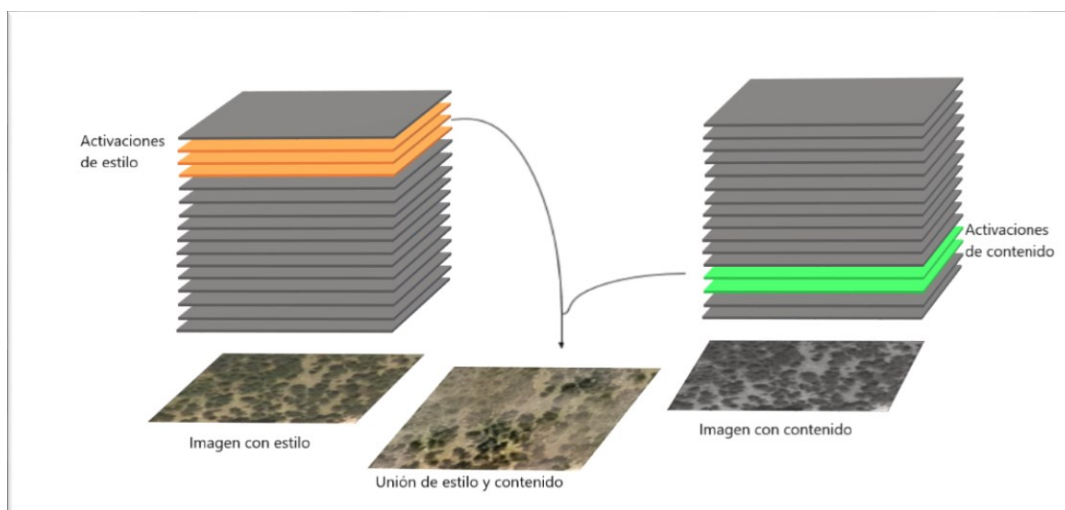 Activaciones
de estilo
Activaciones
de contenido
Imagen con estilo
Imagen con contenido
Unión de estilo y contenido